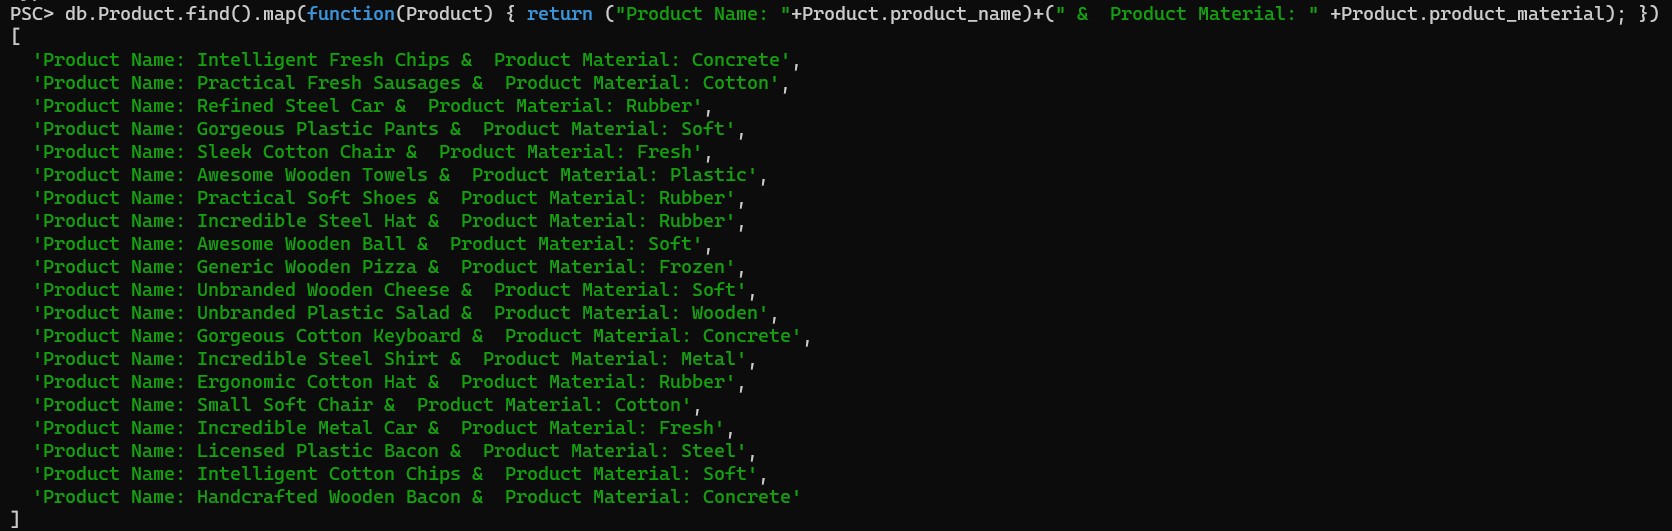 PSC> db.Product.find().map(function(Product) { return ("Product Name: "+Product.product_name)+(" &  Product Material: " +Product.product_material); })
[
  'Product Name: Intelligent Fresh Chips &  Product Material: Concrete',
  'Product Name: Practical Fresh Sausages &  Product Material: Cotton',
  'Product Name: Refined Steel Car &  Product Material: Rubber',
  'Product Name: Gorgeous Plastic Pants &  Product Material: Soft',
  'Product Name: Sleek Cotton Chair &  Product Material: Fresh',
  'Product Name: Awesome Wooden Towels &  Product Material: Plastic',
  'Product Name: Practical Soft Shoes &  Product Material: Rubber',
  'Product Name: Incredible Steel Hat &  Product Material: Rubber',
  'Product Name: Awesome Wooden Ball &  Product Material: Soft',
  'Product Name: Generic Wooden Pizza &  Product Material: Frozen',
  'Product Name: Unbranded Wooden Cheese &  Product Material: Soft',
  'Product Name: Unbranded Plastic Salad &  Product Material: Wooden',
  'Product Name: Gorgeous Cotton Keyboard &  Product Material: Concrete',
  'Product Name: Incredible Steel Shirt &  Product Material: Metal',
  'Product Name: Ergonomic Cotton Hat &  Product Material: Rubber',
  'Product Name: Small Soft Chair &  Product Material: Cotton',
  'Product Name: Incredible Metal Car &  Product Material: Fresh',
  'Product Name: Licensed Plastic Bacon &  Product Material: Steel',
  'Product Name: Intelligent Cotton Chips &  Product Material: Soft',
  'Product Name: Handcrafted Wooden Bacon &  Product Material: Concrete'
]